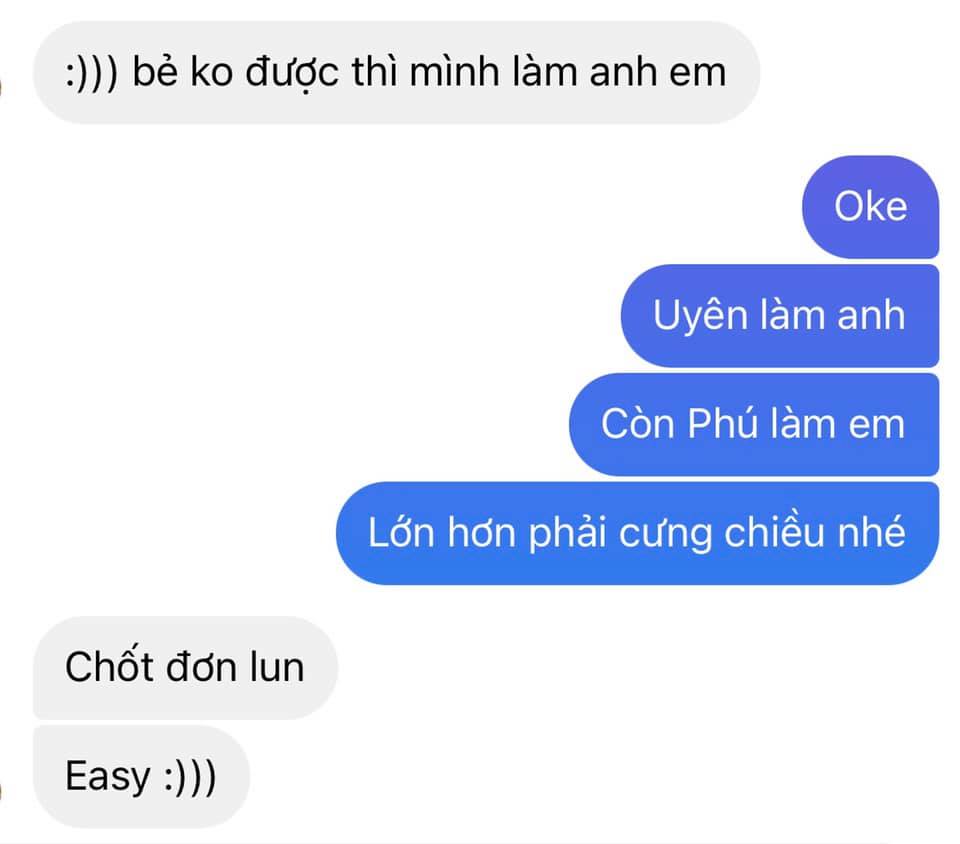 :))) bẻ ko được thì mình làm anh em
Oke
Uyên làm anh
Còn Phú làm em
Lớn hơn phải cưng chiều nhé
Chốt đơn lun
Easy :)))